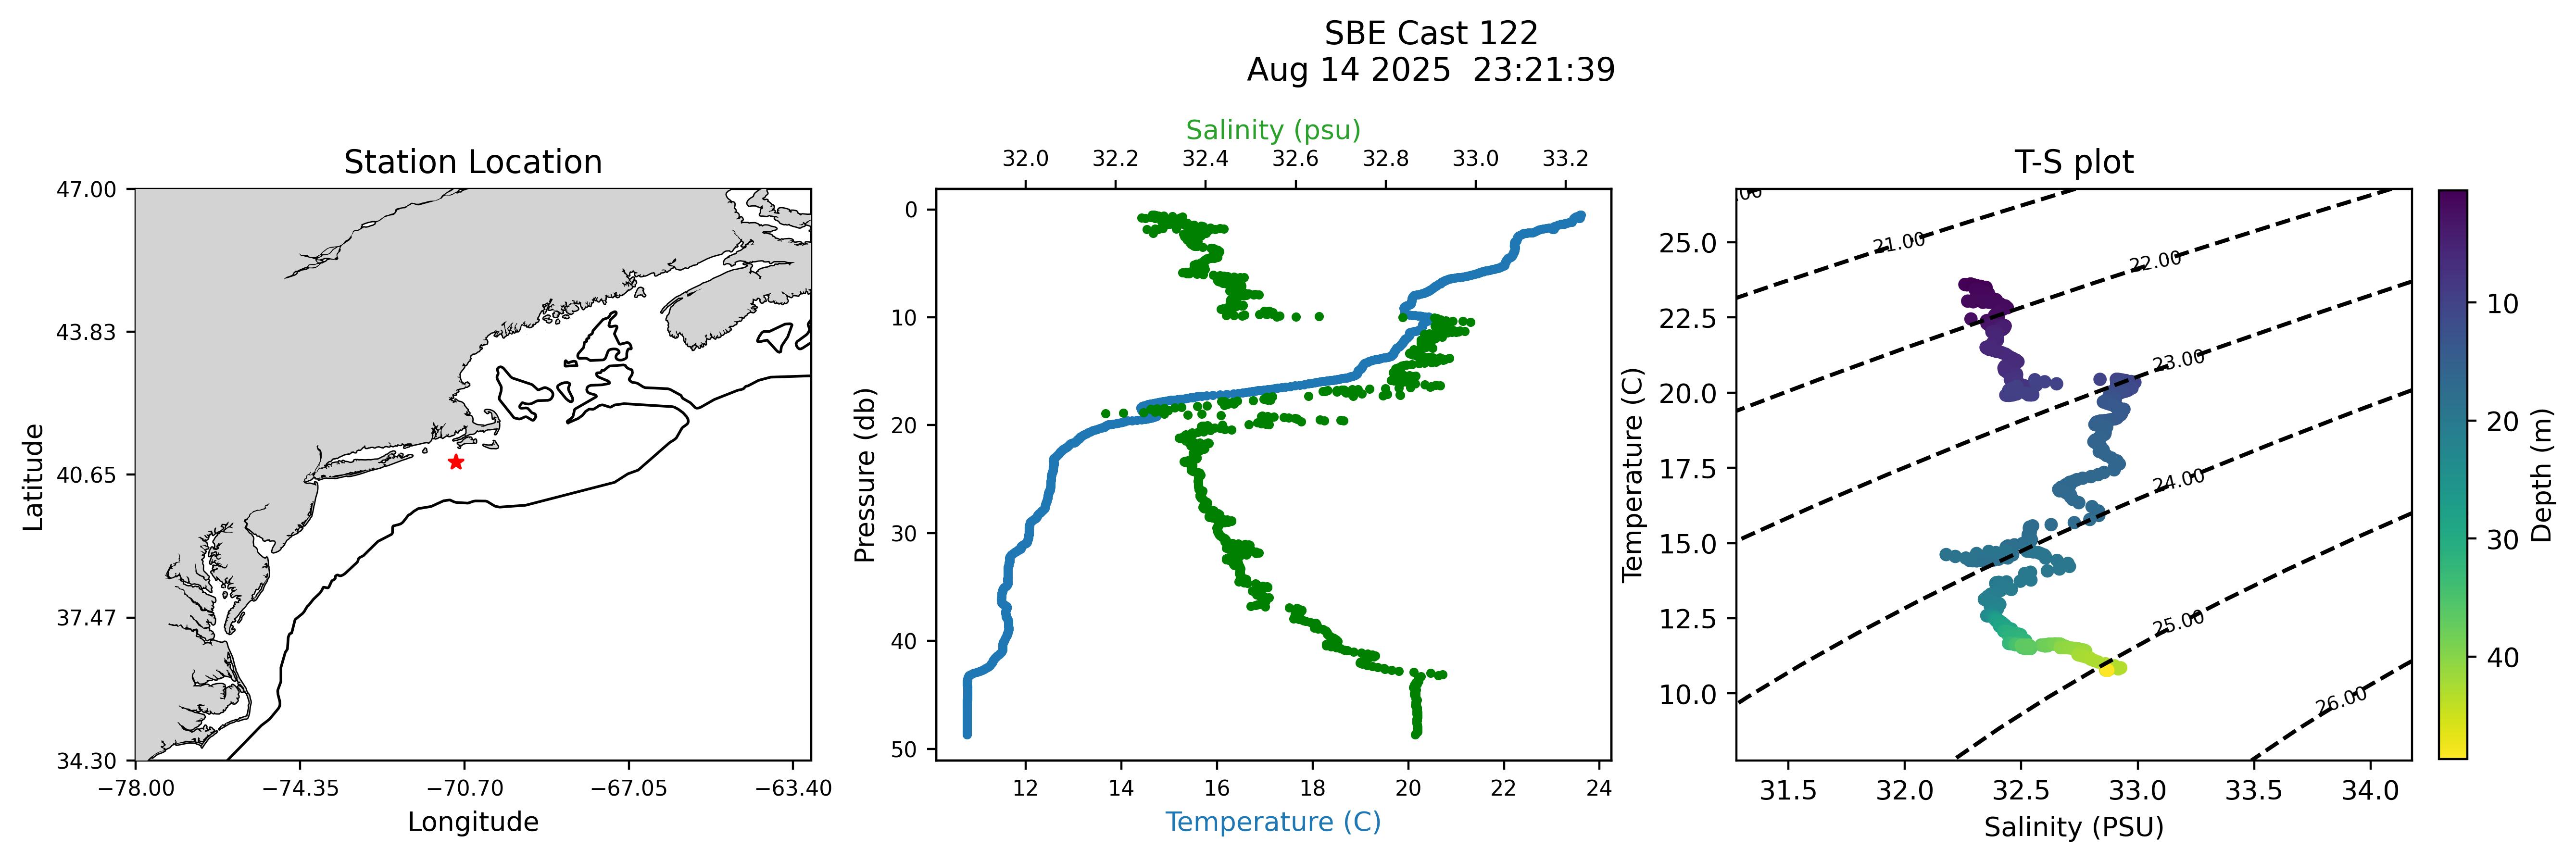 SBE Cast 122
Aug 14 2025  23:21:39
Station Location
47.00
43.83
40.65
37.47
34.30
Latitude
−78.00 −74.35 −70.70 −67.05 −63.40
Longitude
Salinity (psu)
32.0 32.2 32.4 32.6 32.8 33.0 33.2
0
10
20
30
40
50
Pressure (db)
12 14 16 18 20 22 24
Temperature (C)
T-S plot
25.0
22.5
20.0
17.5
15.0
12.5
10.0
Temperature (C)
.00
21.00
22.00
23.00
24.00
25.00
26.00
31.5 32.0 32.5 33.0 33.5 34.0
Salinity (PSU)
10
20
30
40
Depth (m)